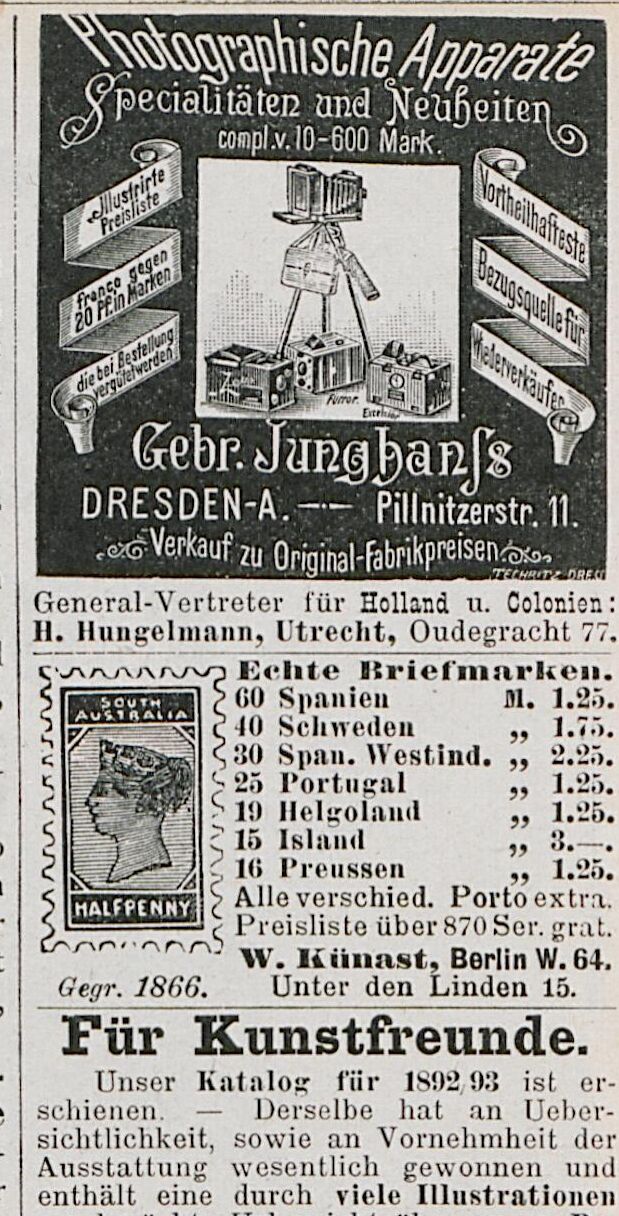 Photographische Apparate
Specialitäten und Neuheiten
compl. v. 10-600 Mark.
Illustrirte
Preisliste
franco gegen
20 Pf. in Marken
die bei Bestellung
vergütet werden
Vortheilhafteste
Bezugsquelle für
Wiederverkäufer
Furror.
Excelsior
Gebr. Junghanſs
DRESDEN-A. —·— Pillnitzerstr. 11.
Verkauf zu Original-Fabrikpreisen
TECHRITZ DRES
General-Vertreter für Holland u. Colonien:
H. Hungelmann, Utrecht, Oudegracht 77.
SOUTH
AUSTRALIA
HALFPENNY
Gegr. 1866.
Echte Briefmarken.
60 Spanien M. 1.25.
40 Schweden „ 1.75.
30 Span. Westind. „ 2.25.
25 Portugal „ 1.25.
19 Helgoland „ 1.25.
15 Island „ 3.—.
16 Preussen „ 1.25.
Alle verschied. Porto extra.
Preisliste über 870 Ser. grat.
W. Künast, Berlin W. 64,
Unter den Linden 15.
Für Kunstfreunde.
Unser Katalog für 1892/93 ist er-
schienen. — Derselbe hat an Ueber-
sichtlichkeit, sowie an Vornehmheit der
Ausstattung wesentlich gewonnen und
enthält eine durch viele Illustrationen